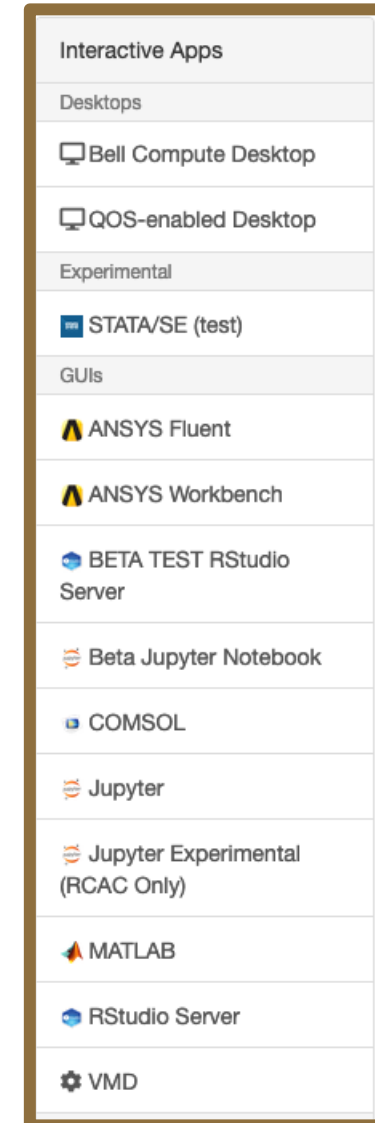 Interactive Apps
Desktops
Bell Compute Desktop
QOS-enabled Desktop
Experimental
STATA/SE (test)
GUIs
ANSYS Fluent
ANSYS Workbench
BETA TEST RStudio
Server
Beta Jupyter Notebook
COMSOL
Jupyter
Jupyter Experimental
(RCAC Only)
MATLAB
RStudio Server
VMD